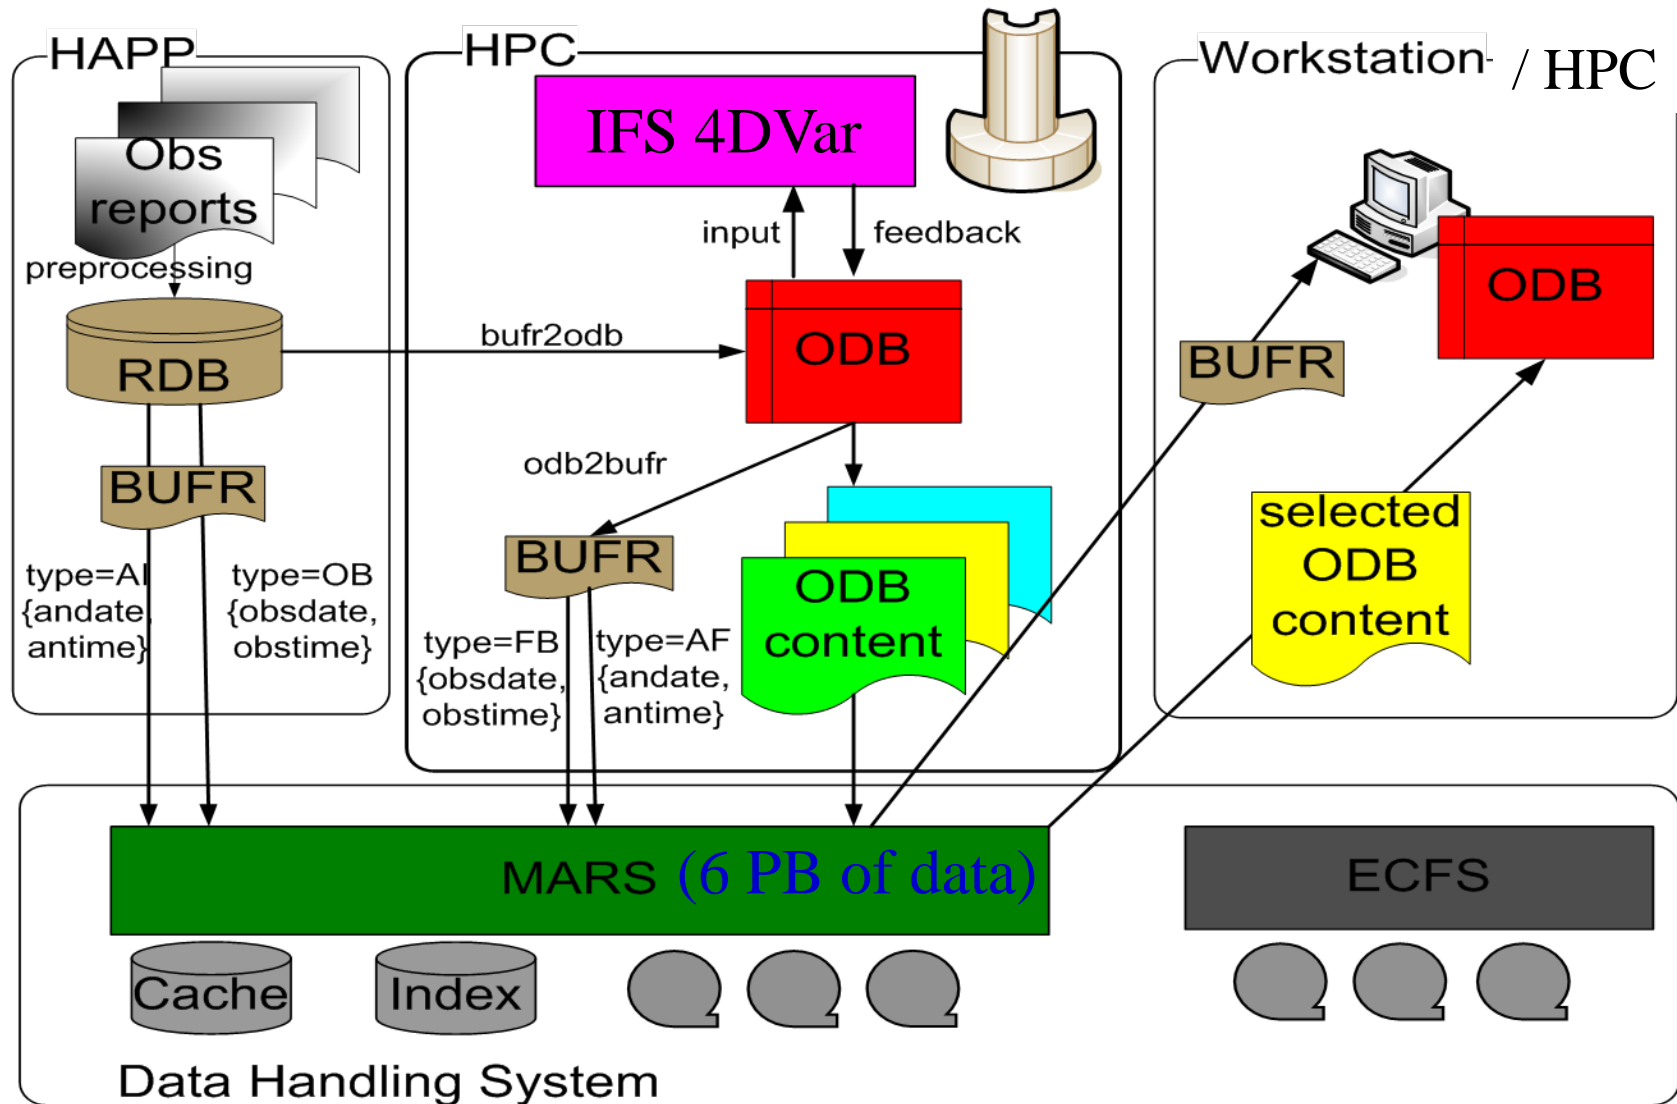 HAPP
Obs
reports
preprocessing
RDB
BUFR
type=AI
{andate,
antime}
type=OB
{obsdate,
obstime}
HPC
IFS 4DVar
input
feedback
bufr2odb
ODB
odb2bufr
BUFR
type=FB
{obsdate,
obstime}
type=AF
{andate,
antime}
ODB
content
Workstation / HPC
ODB
BUFR
selected
ODB
content
MARS (6 PB of data)
ECFS
Cache
Index
Data Handling System